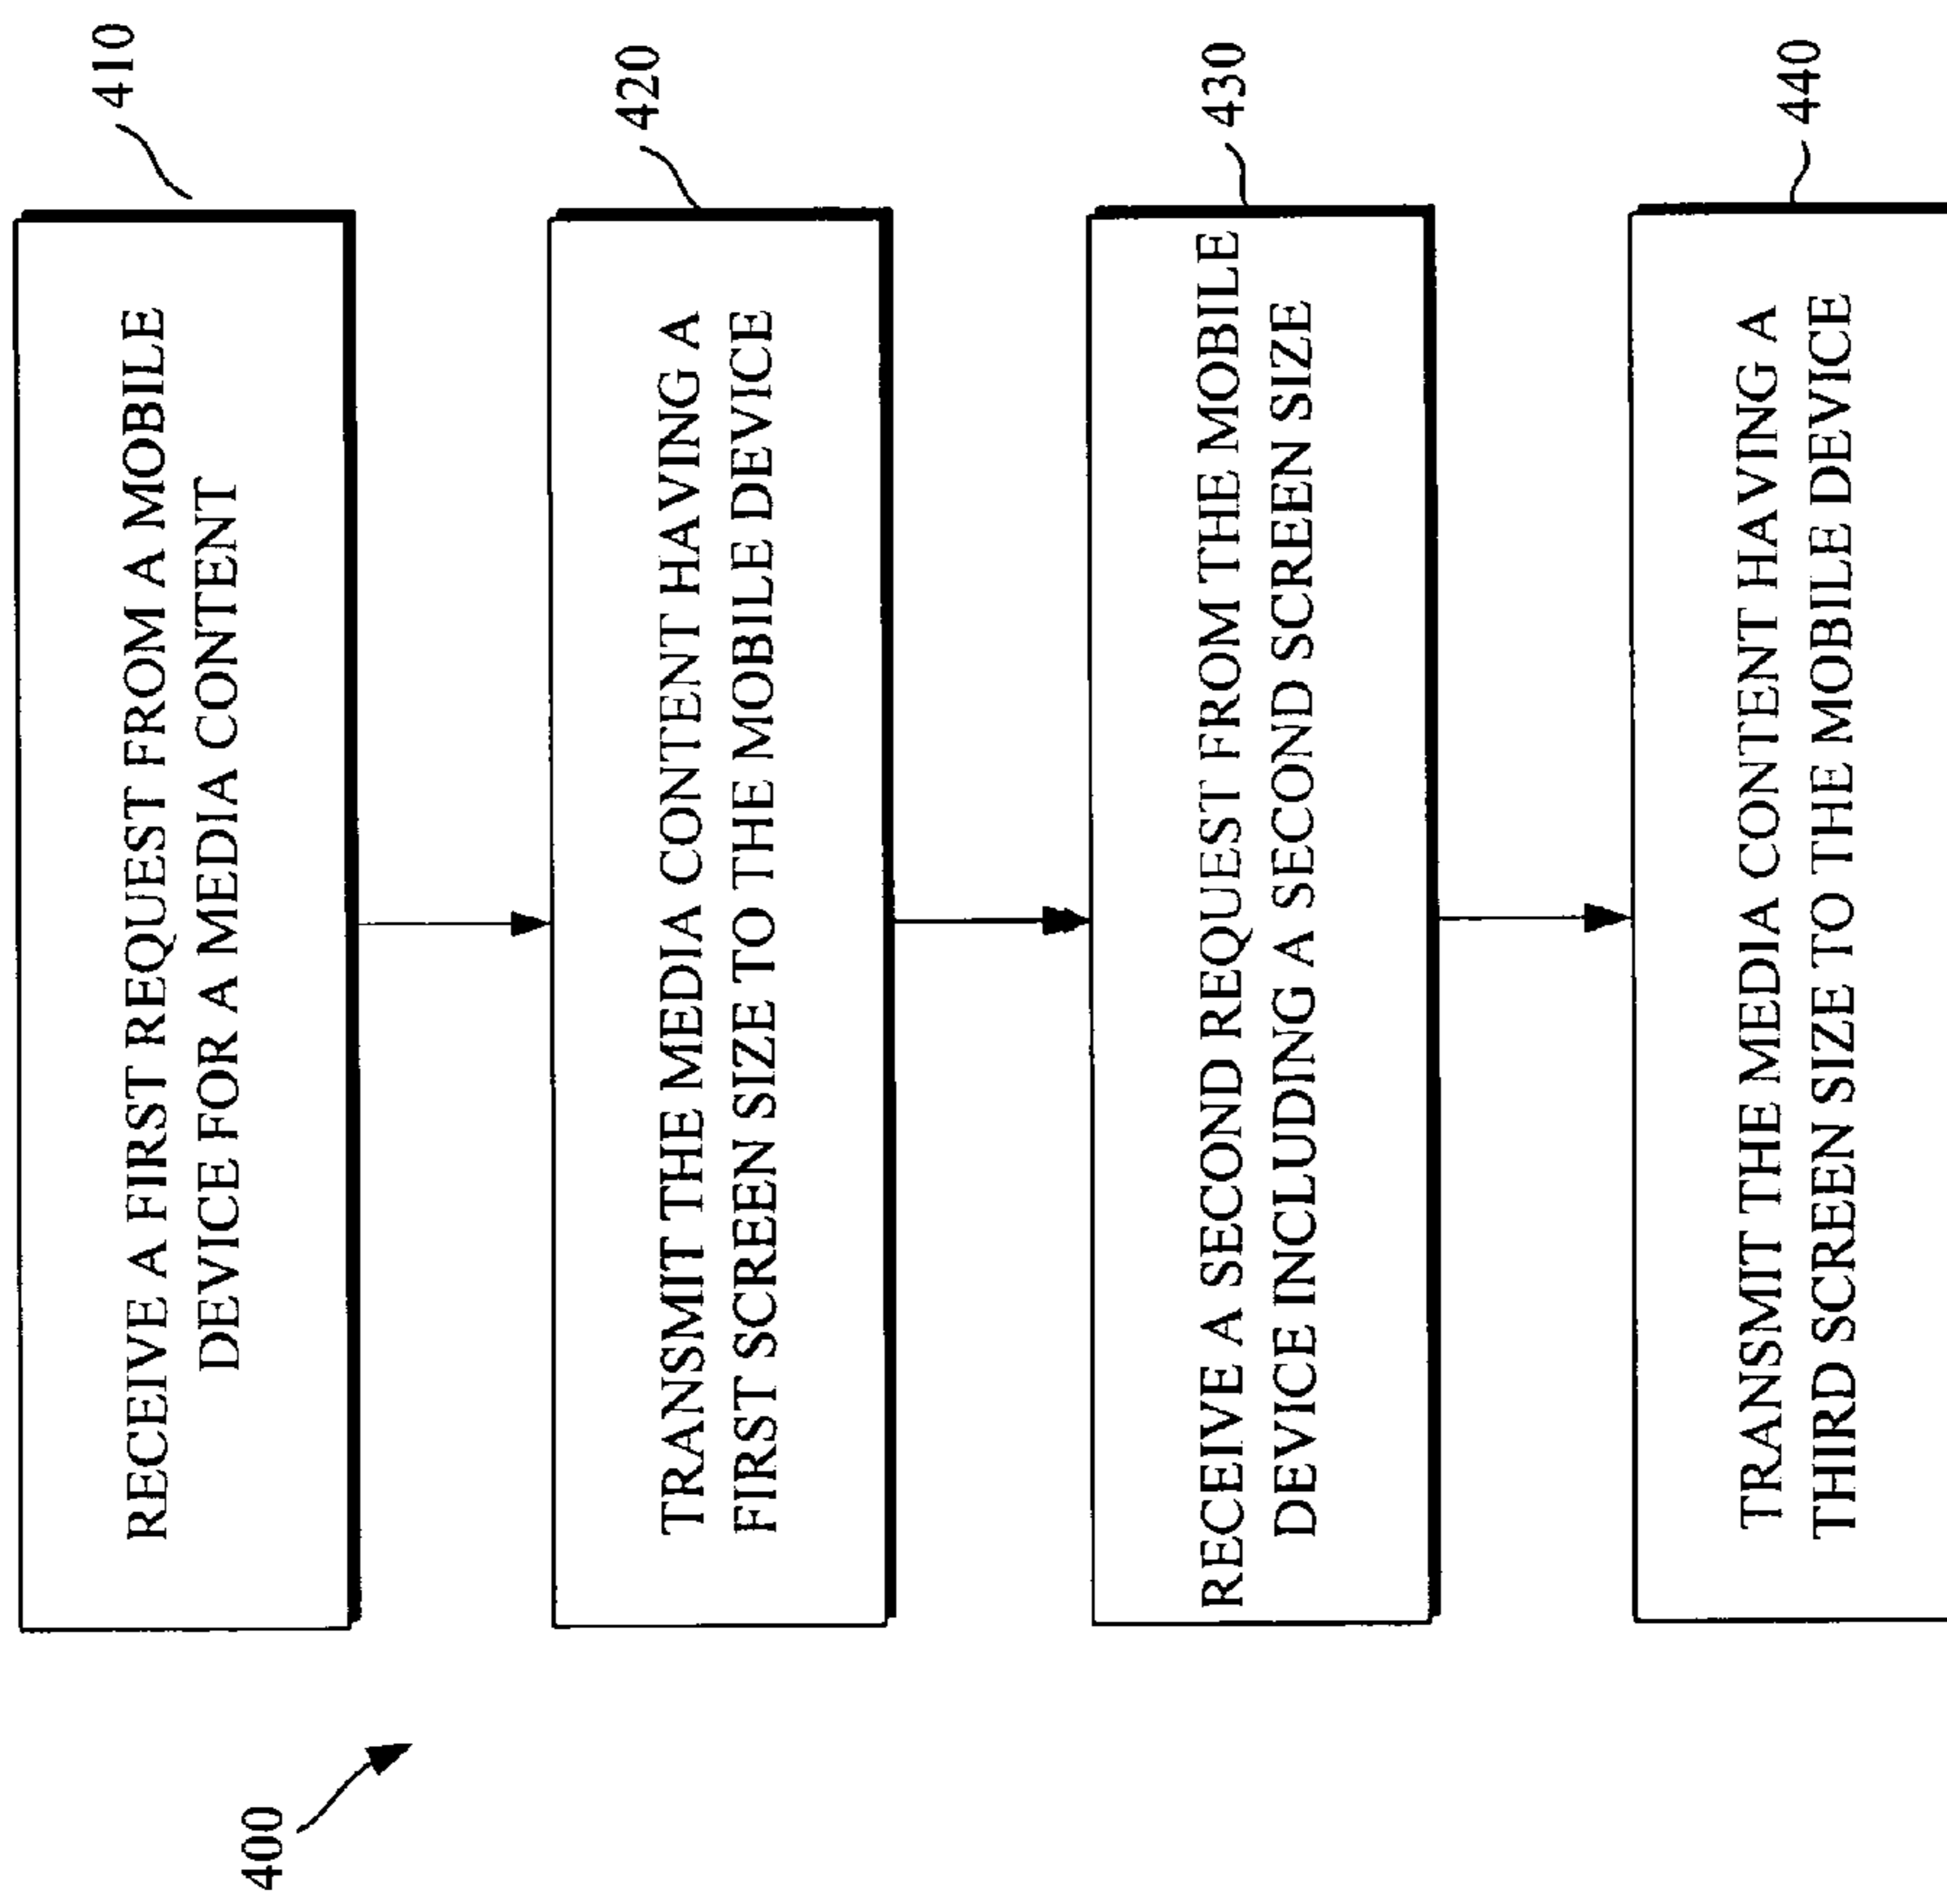 400
410
RECEIVE A FIRST REQUEST FROM A MOBILE
DEVICE FOR A MEDIA CONTENT
420
TRANSMIT THE MEDIA CONTENT HAVING A
FIRST SCREEN SIZE TO THE MOBILE DEVICE
430
RECEIVE A SECOND REQUEST FROM THE MOBILE
DEVICE INCLUDING A SECOND SCREEN SIZE
440
TRANSMIT THE MEDIA CONTENT HAVING A
THIRD SCREEN SIZE TO THE MOBILE DEVICE